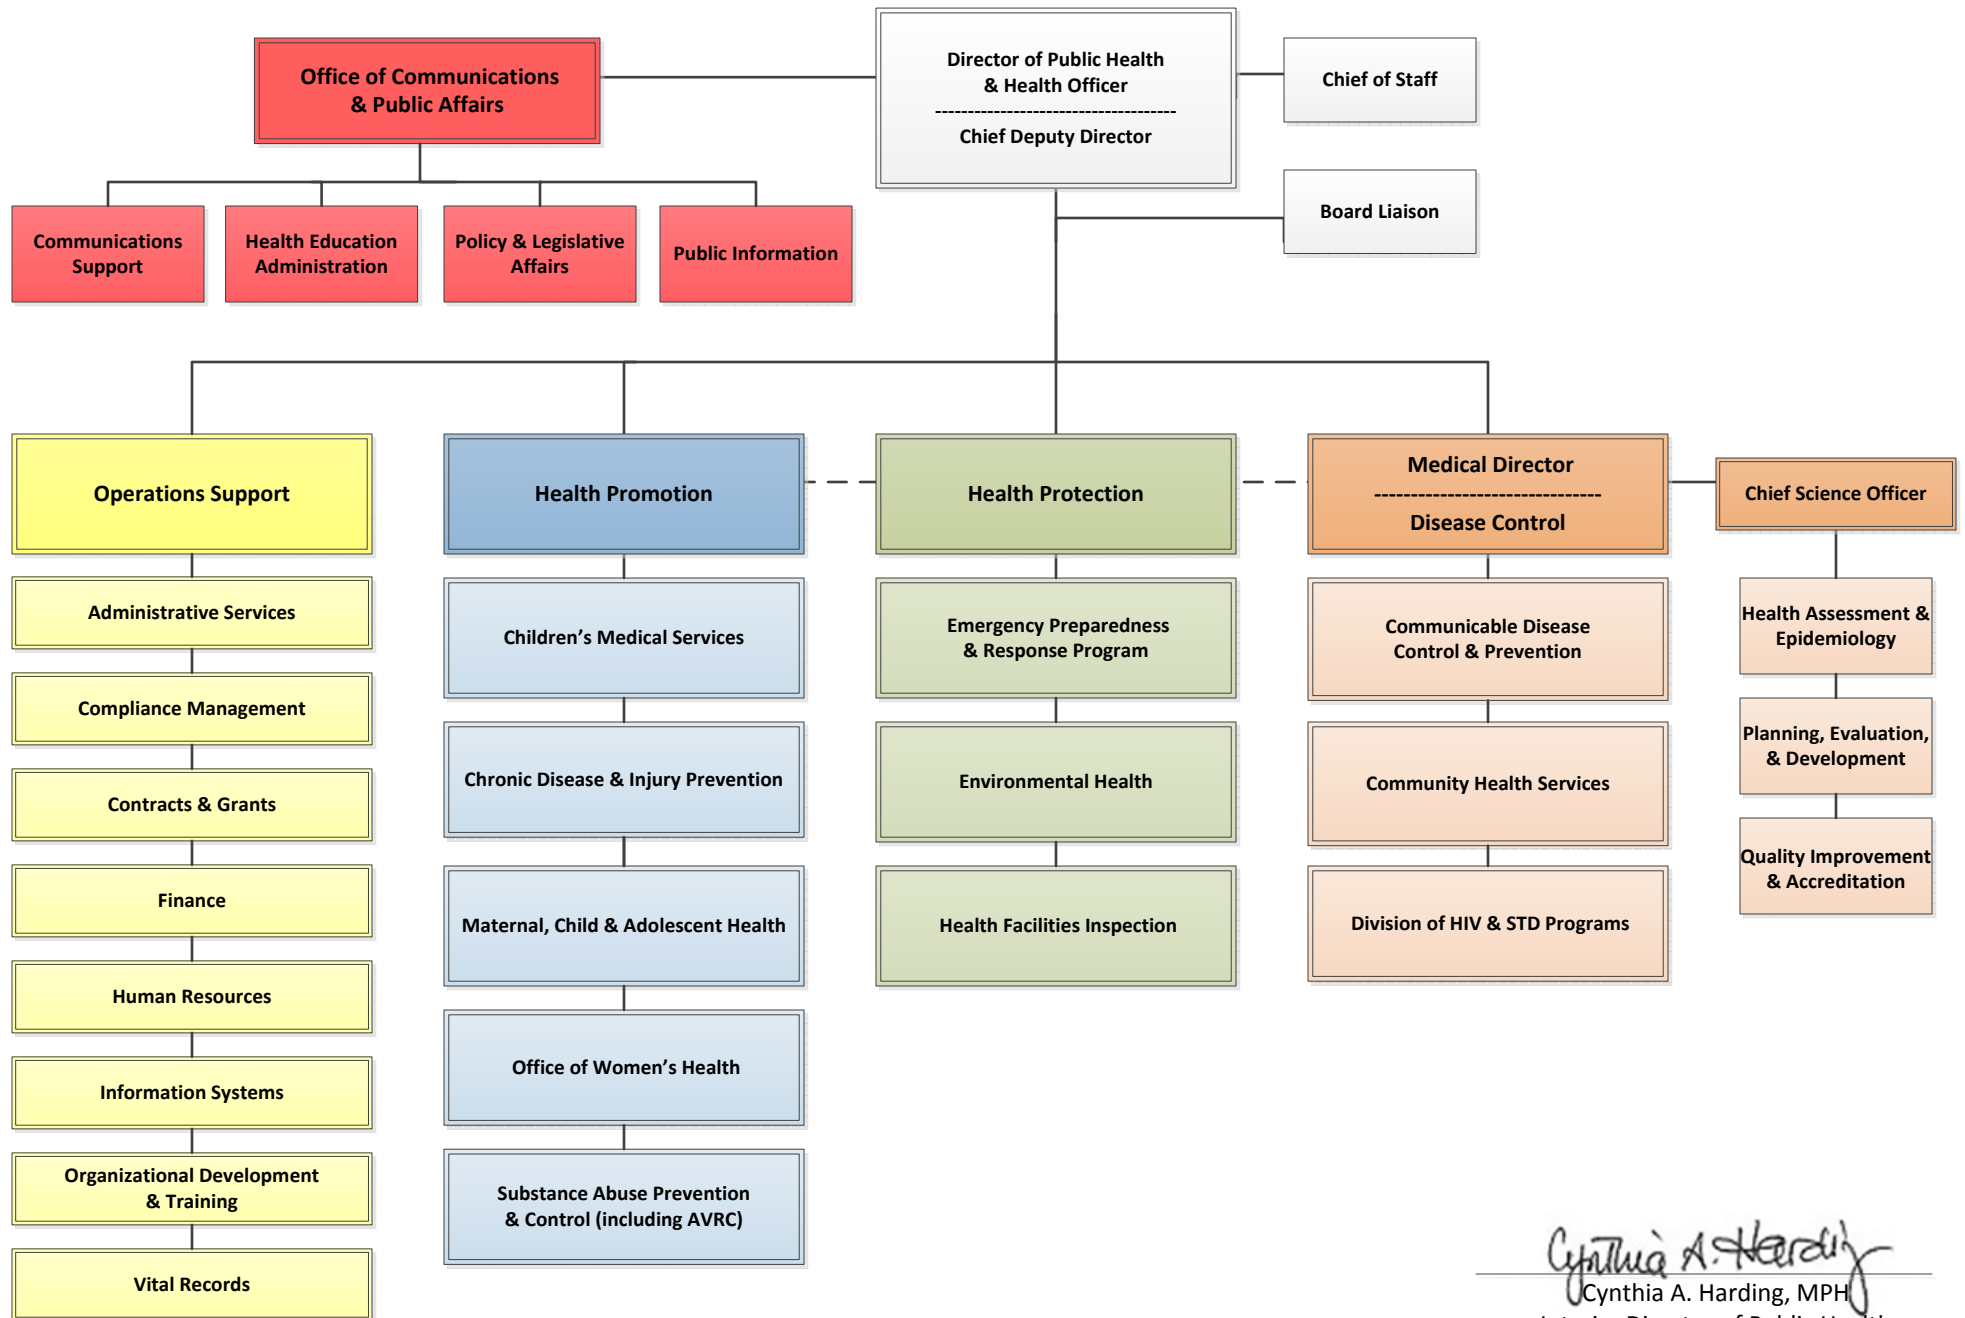 Office of Communications
& Public Affairs
Director of Public Health
& Health Officer
--------------------------------------
Chief Deputy Director
Chief of Staff
Board Liaison
Communications
Support
Health Education
Administration
Policy & Legislative
Affairs
Public Information
Operations Support
Administrative Services
Compliance Management
Contracts & Grants
Finance
Human Resources
Information Systems
Organizational Development
& Training
Vital Records
Health Promotion
Children’s Medical Services
Chronic Disease & Injury Prevention
Maternal, Child & Adolescent Health
Office of Women’s Health
Substance Abuse Prevention
& Control (including AVRC)
Health Protection
Emergency Preparedness
& Response Program
Environmental Health
Health Facilities Inspection
Medical Director
---------------------------------
Disease Control
Communicable Disease
Control & Prevention
Community Health Services
Division of HIV & STD Programs
Chief Science Officer
Health Assessment &
Epidemiology
Planning, Evaluation,
& Development
Quality Improvement
& Accreditation
Cynthia A. Harding
Cynthia A. Harding, MPH
Interim Director of Public Health